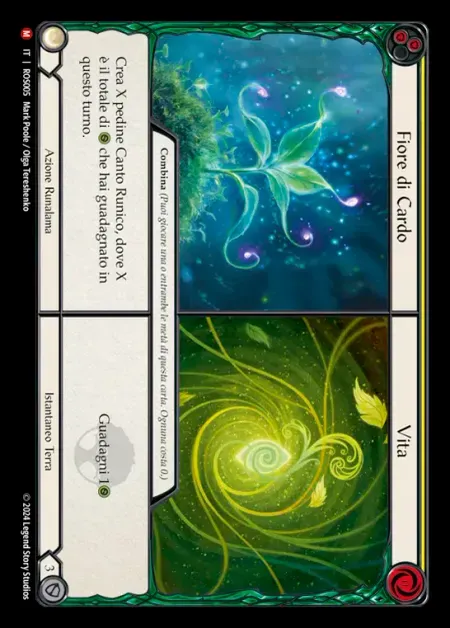 Fiore di Cardo
Vita
Combina (Puoi giocare una o entrambe le metà di questa carta. Ognuna costa 0.)
Crea X pedine Canto Runico, dove X
è il totale di che hai guadagnato in
questo turno.
Guadagni 1
Azione Runalama
Istantaneo Terra
3
M IT | ROS005 Mark Poole / Olga Tereshenko
© 2024 Legend Story Studios